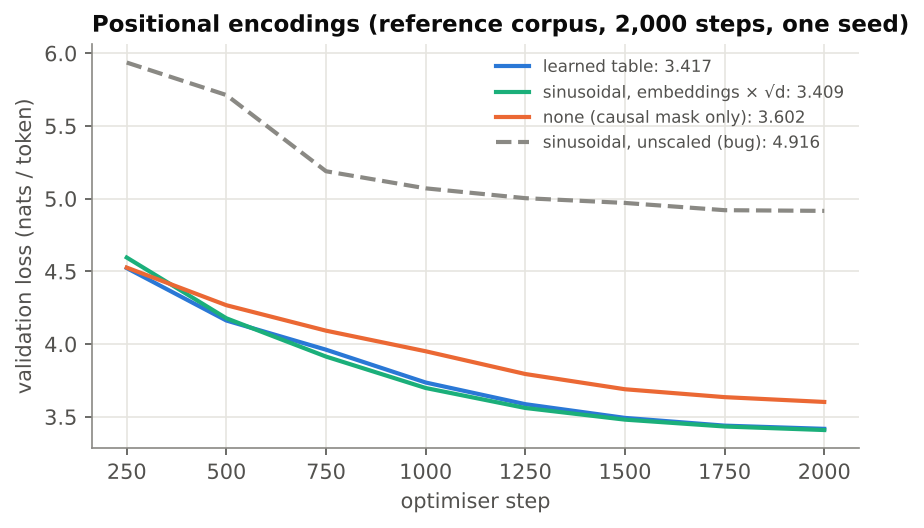 Positional encodings (reference corpus, 2,000 steps, one seed)
6.0
5.5
5.0
4.5
4.0
3.5
validation loss (nats / token)
learned table: 3.417
sinusoidal, embeddings × √d: 3.409
none (causal mask only): 3.602
sinusoidal, unscaled (bug): 4.916
250 500 750 1000 1250 1500 1750 2000
optimiser step